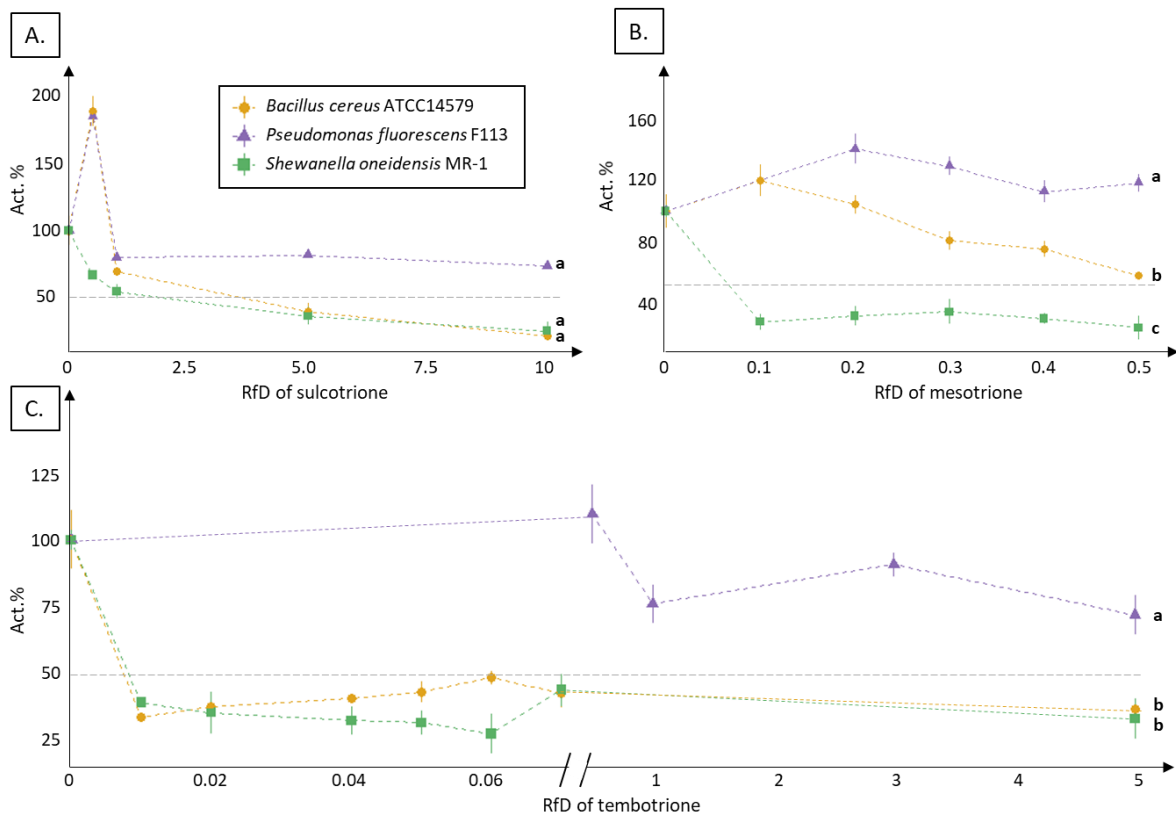 A.
200
150
100
50
Act. %
Bacillus cereus ATCC14579
Pseudomonas fluorescens F113
Shewanella oneidensis MR-1
a
a
a
0 2.5 5.0 7.5 10
RfD of sulcotrione
B.
160
120
80
40
Act. %
a
b
c
0 0.1 0.2 0.3 0.4 0.5
RfD of mesotrione
C.
125
100
75
50
25
Act.%
a
b
b
0 0.02 0.04 0.06 1 3 4 5
RfD of tembotrione